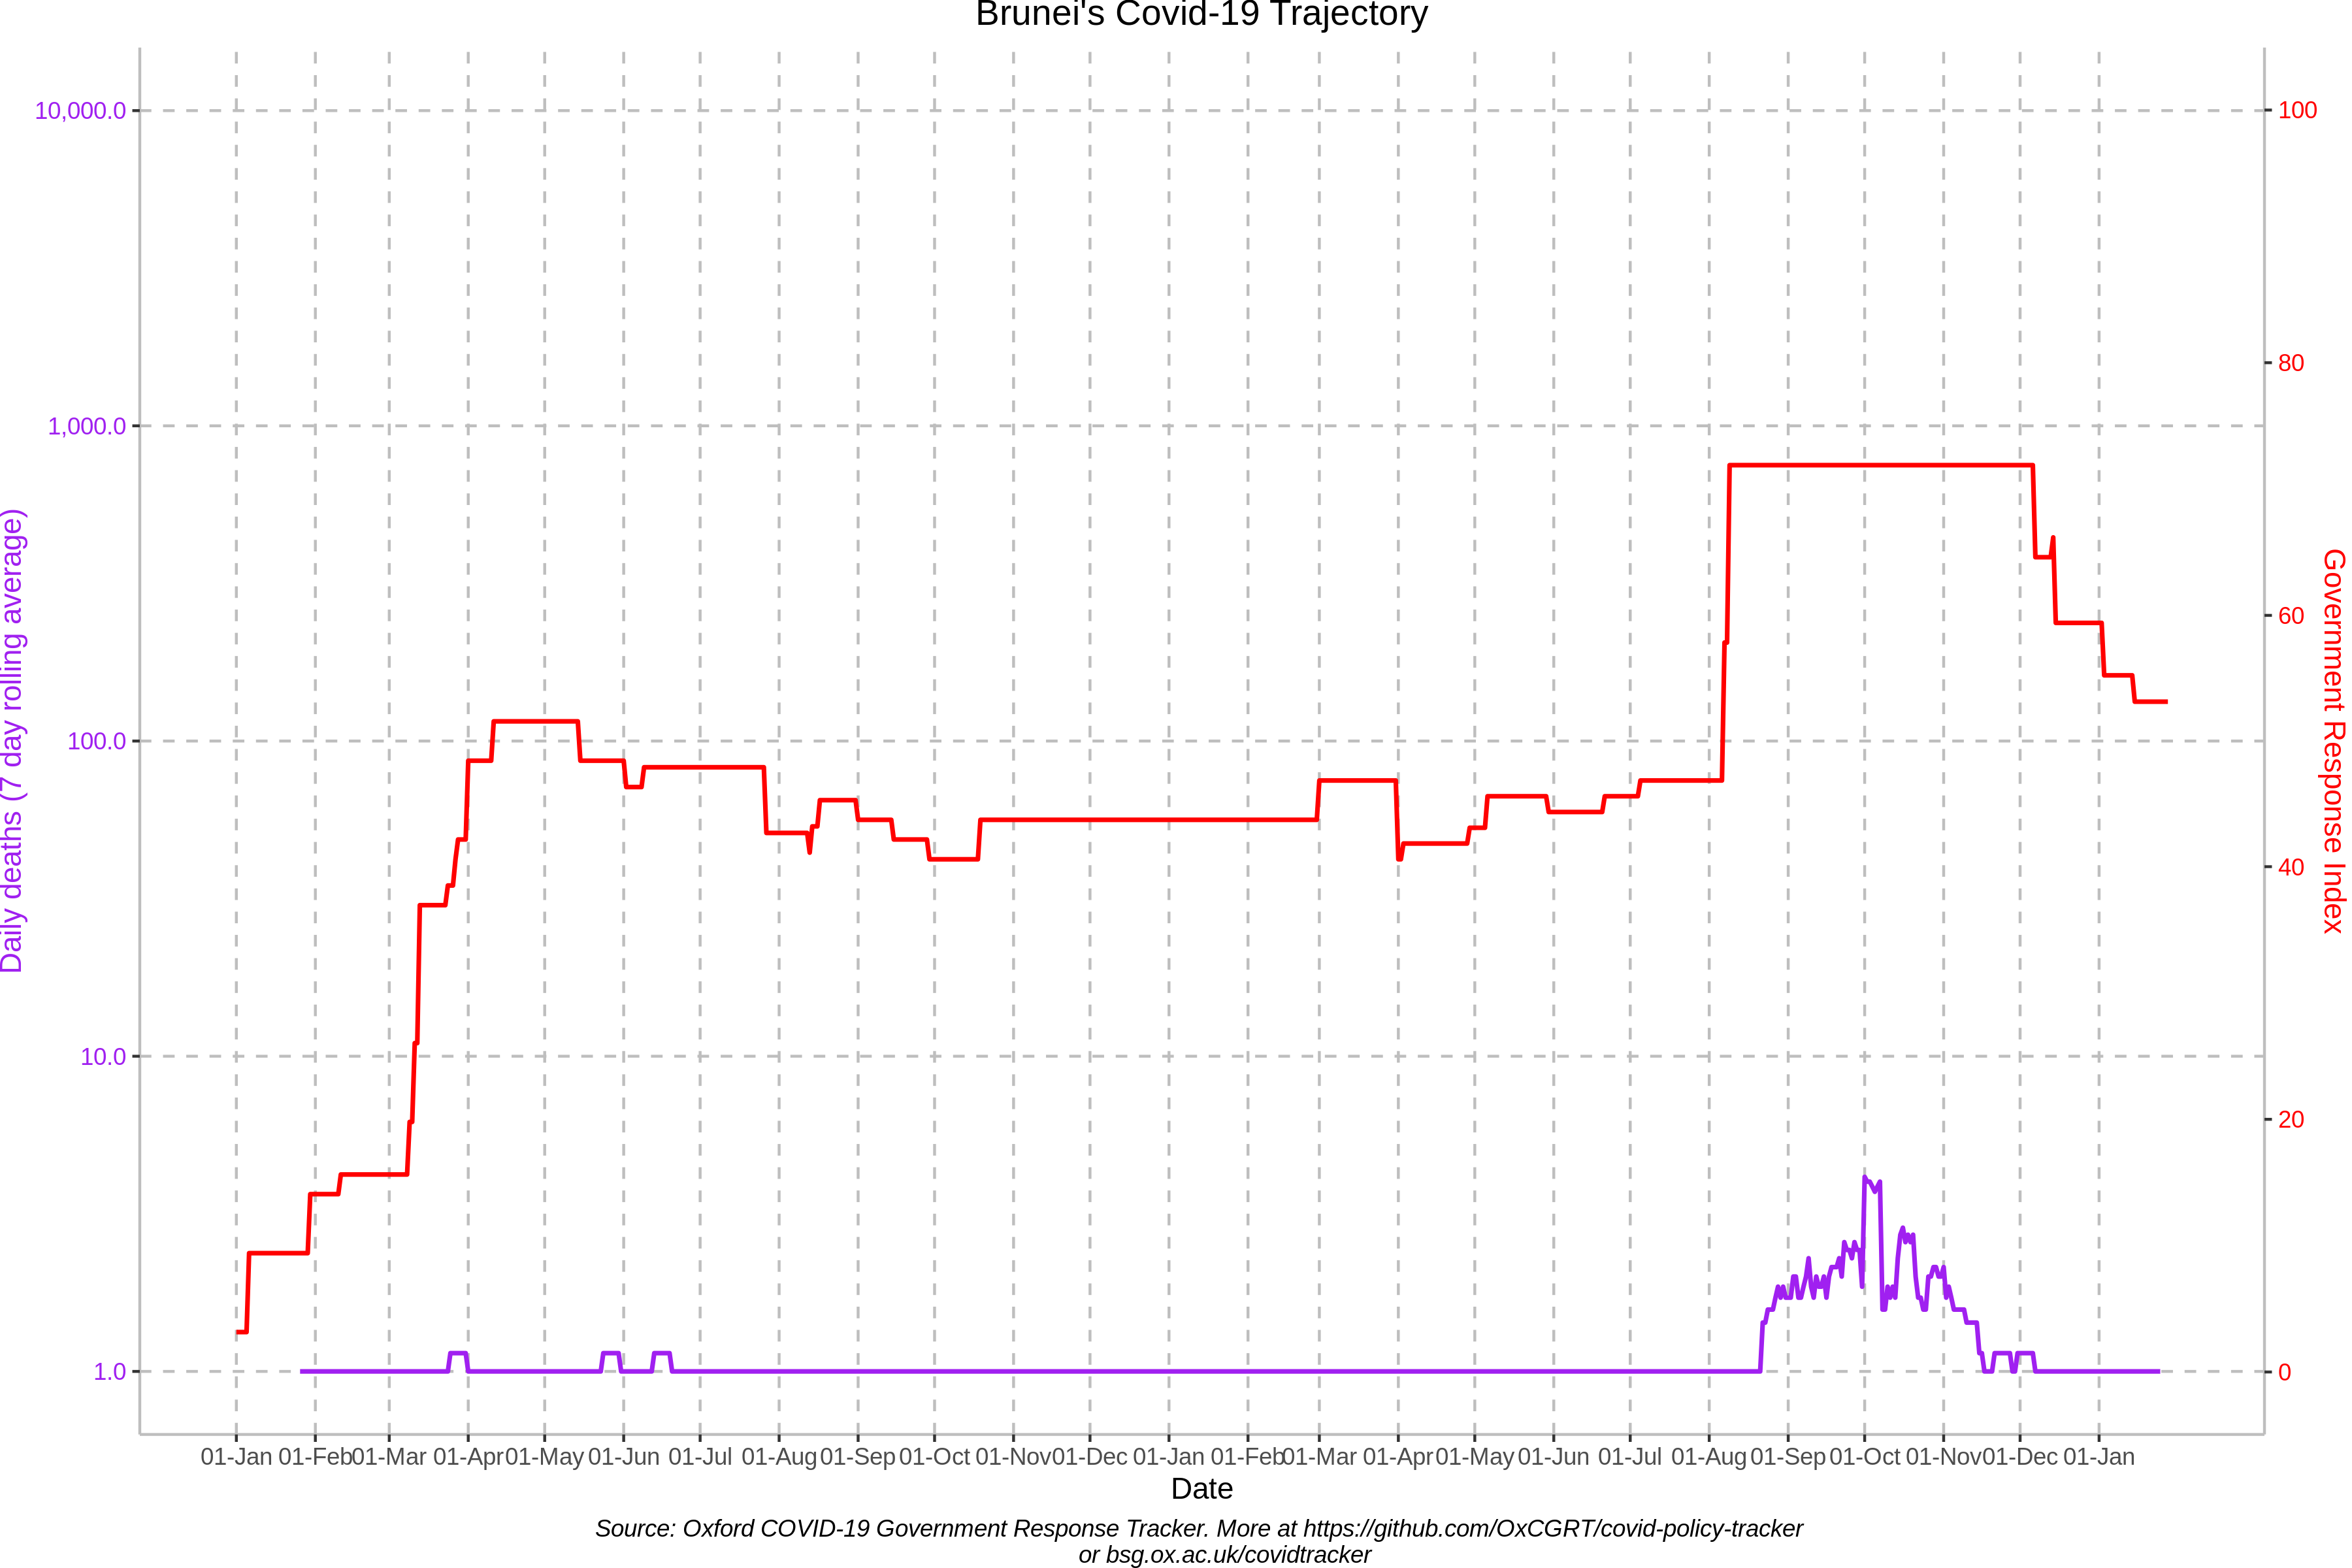 Brunei's Covid-19 Trajectory
10,000.0
1,000.0
100.0
10.0
1.0
Daily deaths (7 day rolling average)
100
80
60
40
20
0
Government Response Index
01-Jan 01-Feb 01-Mar 01-Apr 01-May 01-Jun 01-Jul 01-Aug 01-Sep 01-Oct 01-Nov 01-Dec 01-Jan 01-Feb 01-Mar 01-Apr 01-May 01-Jun 01-Jul 01-Aug 01-Sep 01-Oct 01-Nov 01-Dec 01-Jan
Date
Source: Oxford COVID-19 Government Response Tracker. More at https://github.com/OxCGRT/covid-policy-tracker
or bsg.ox.ac.uk/covidtracker